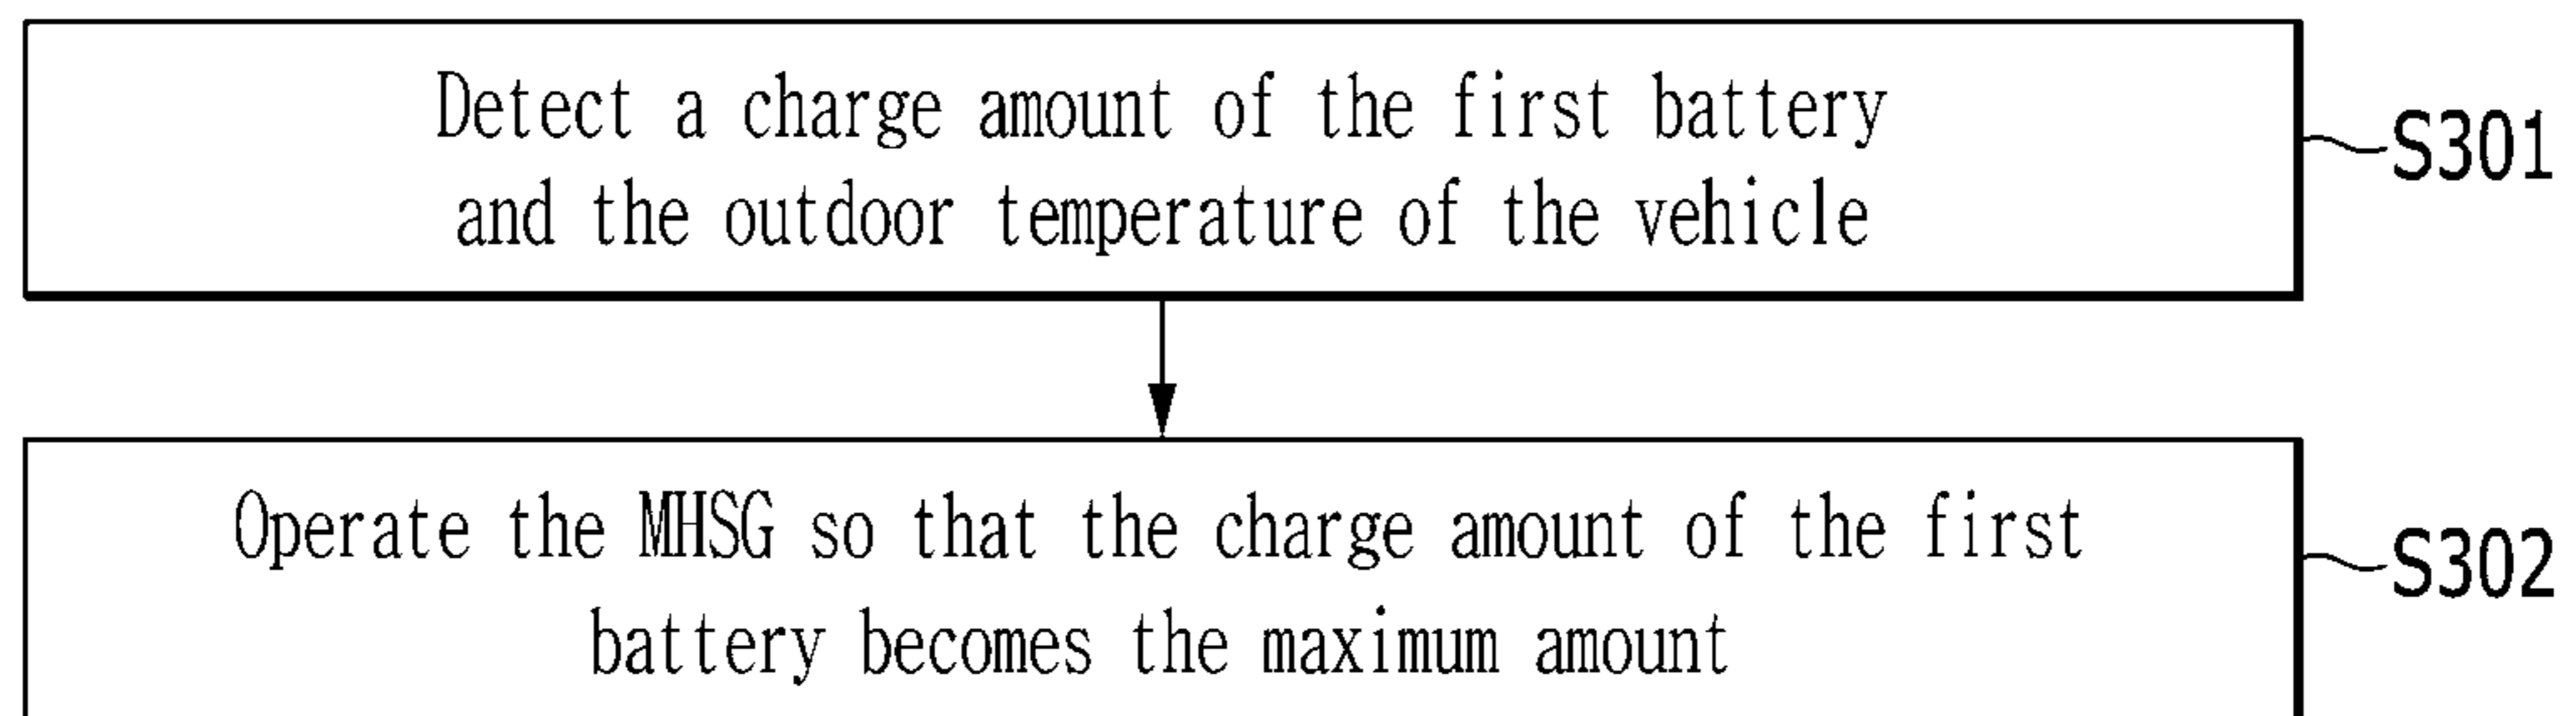 Detect a charge amount of the first battery
and the outdoor temperature of the vehicle
S301
Operate the MHSG so that the charge amount of the first
battery becomes the maximum amount
S302